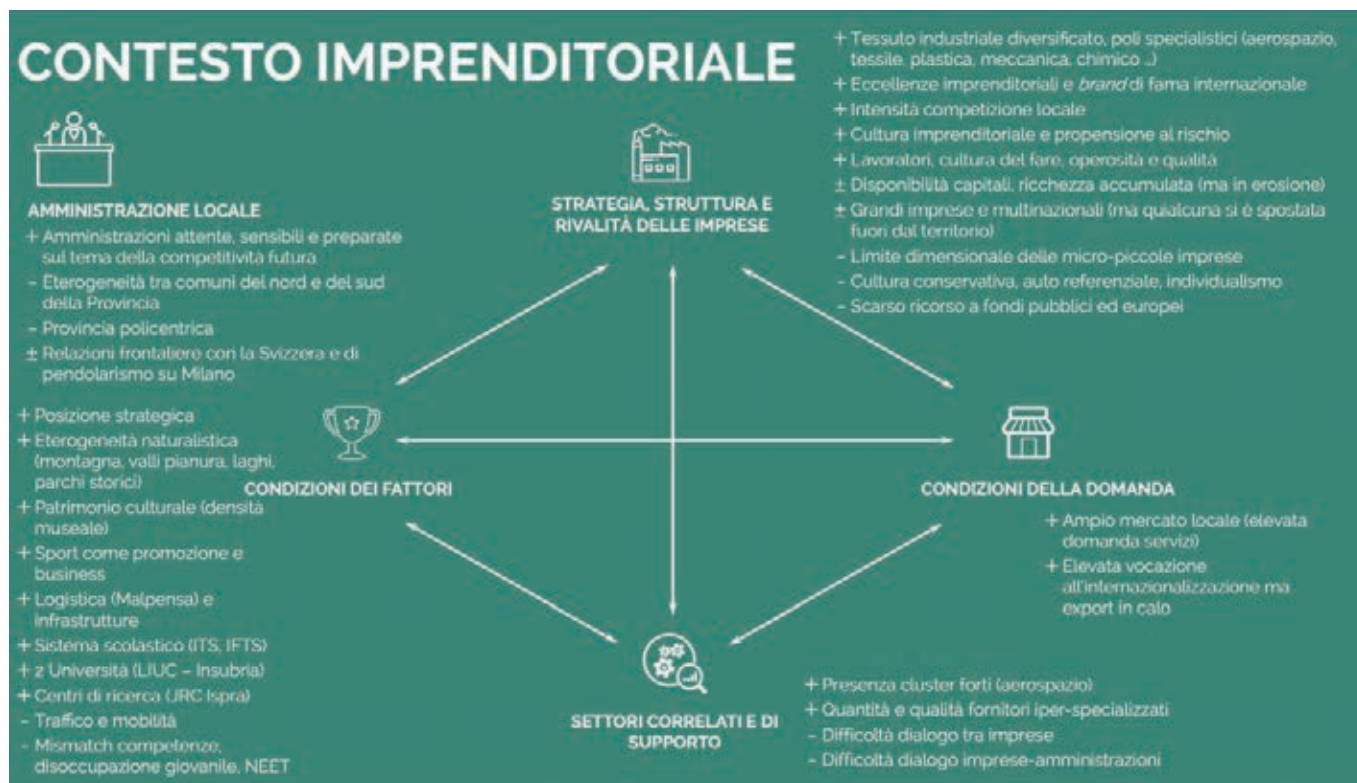 CONTESTO IMPRENDITORIALE
AMMINISTRAZIONE LOCALE
+ Amministrazioni attente, sensibili e preparate
sul tema della competitività futura
– Eterogeneità tra comuni del nord e del sud
della Provincia
– Provincia policentrica
± Relazioni frontaliere con la Svizzera e di
pendolarismo su Milano
STRATEGIA, STRUTTURA E
RIVALITÀ DELLE IMPRESE
+ Tessuto industriale diversificato, poli specialistici (aerospazio,
tessile, plastica, meccanica, chimico ...)
+ Eccellenze imprenditoriali e brand di fama internazionale
+ Intensità competizione locale
+ Cultura imprenditoriale e propensione al rischio
+ Lavoratori, cultura del fare, operosità e qualità
± Disponibilità capitali, ricchezza accumulata (ma in erosione)
± Grandi imprese e multinazionali (ma quialcuna si è spostata
fuori dal territorio)
– Limite dimensionale delle micro-piccole imprese
– Cultura conservativa, auto referenziale, individualismo
– Scarso ricorso a fondi pubblici ed europei
+ Posizione strategica
+ Eterogeneità naturalistica
(montagna, valli pianura, laghi,
parchi storici)
+ Patrimonio culturale (densità
museale)
+ Sport come promozione e
business
+ Logistica (Malpensa) e
infrastrutture
+ Sistema scolastico (ITS, IFTS)
+ 2 Università (LIUC – Insubria)
+ Centri di ricerca (JRC Ispra)
– Traffico e mobilità
– Mismatch competenze,
disoccupazione giovanile, NEET
CONDIZIONI DEI FATTORI
CONDIZIONI DELLA DOMANDA
+ Ampio mercato locale (elevata
domanda servizi)
+ Elevata vocazione
all'internazionalizzazione ma
export in calo
SETTORI CORRELATI E DI
SUPPORTO
+ Presenza cluster forti (aerospazio)
+ Quantità e qualità fornitori iper-specializzati
– Difficoltà dialogo tra imprese
– Difficoltà dialogo imprese-amministrazioni